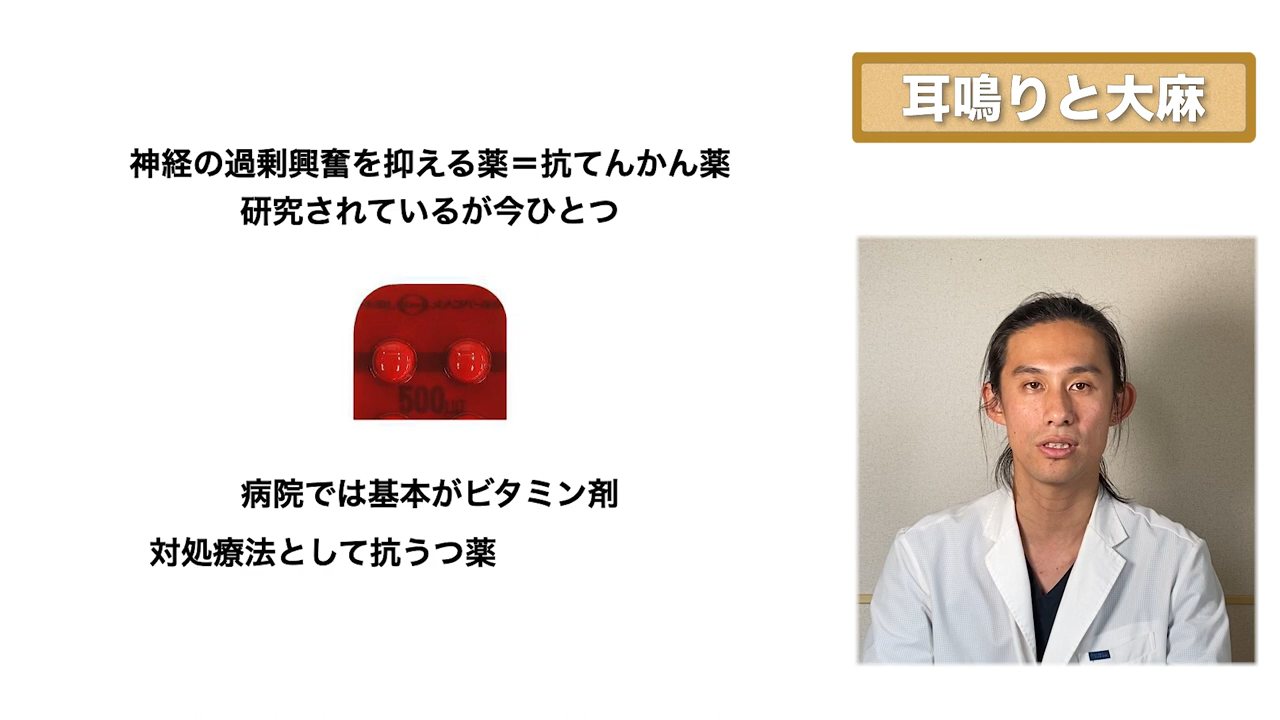 耳鳴りと大麻
神経の過剰興奮を抑える薬＝抗てんかん薬
研究されているが今ひとつ
500μg
病院では基本がビタミン剤
対処療法として抗うつ薬